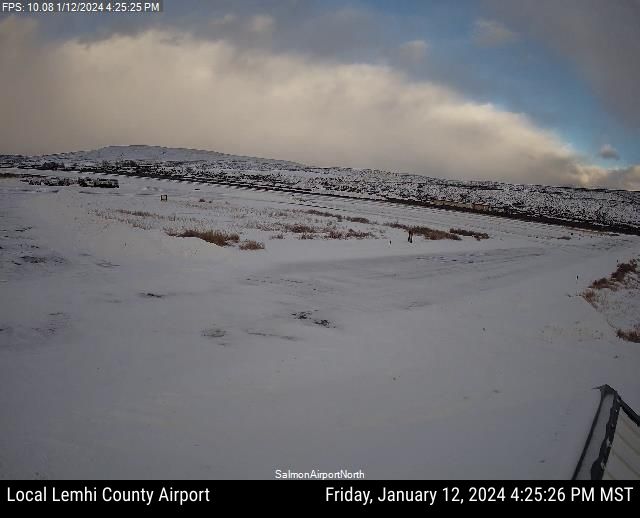 FPS: 10.08 1/12/2024 4:25:25 PM
SalmonAirportNorth
Local Lemhi County Airport Friday, January 12, 2024 4:25:26 PM MST